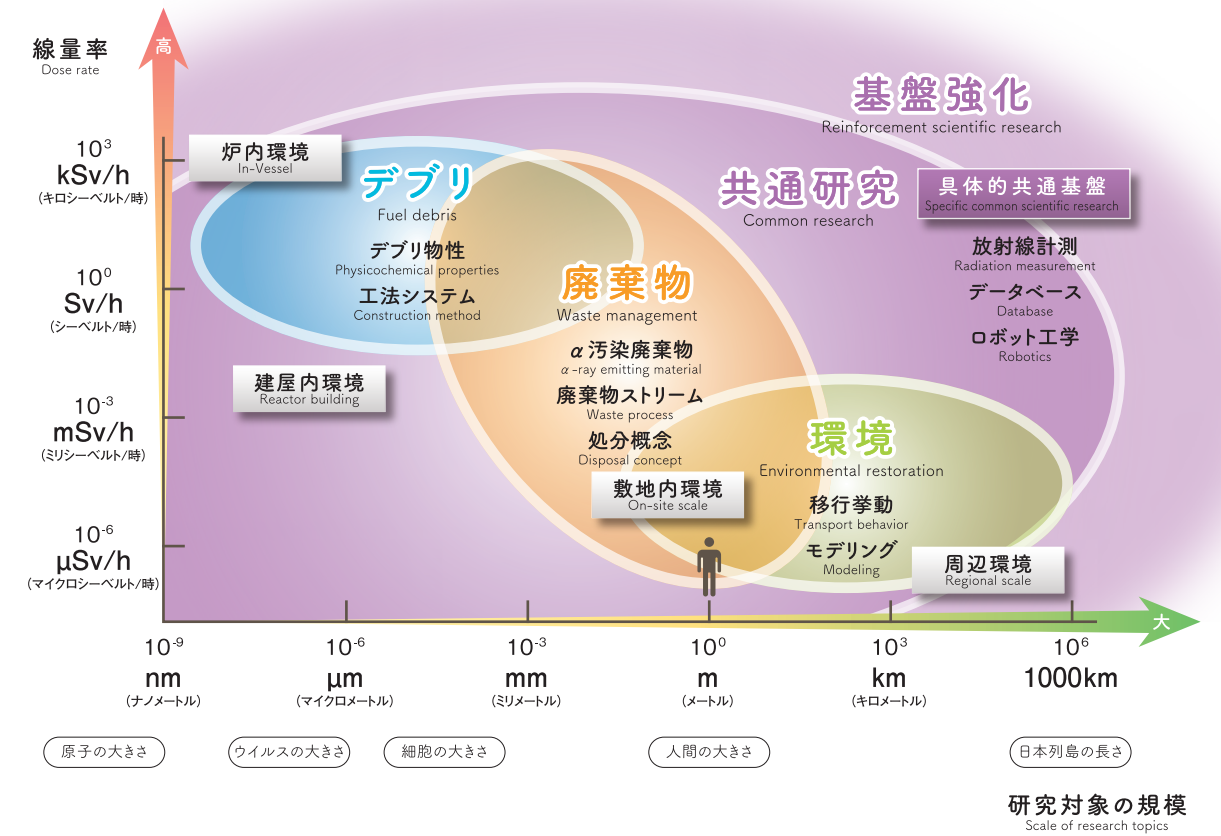 線量率
Dose rate
高
10³
kSv/h
(キロシーベルト/時)
10⁰
Sv/h
(シーベルト/時)
10⁻³
mSv/h
(ミリシーベルト/時)
10⁻⁶
μSv/h
(マイクロシーベルト/時)
基盤強化
Reinforcement scientific research
共通研究
Common research
具体的共通基盤
Specific common scientific research
放射線計測
Radiation measurement
データベース
Database
ロボット工学
Robotics
炉内環境
In-Vessel
デブリ
Fuel debris
デブリ物性
Physicochemical properties
工法システム
Construction method
建屋内環境
Reactor building
廃棄物
Waste management
α汚染廃棄物
α-ray emitting material
廃棄物ストリーム
Waste process
処分概念
Disposal concept
敷地内環境
On-site scale
環境
Environmental restoration
移行挙動
Transport behavior
モデリング
Modeling
周辺環境
Regional scale
大
10⁻⁹
nm
(ナノメートル)
10⁻⁶
μm
(マイクロメートル)
10⁻³
mm
(ミリメートル)
10⁰
m
(メートル)
10³
km
(キロメートル)
10⁶
1000km
原子の大きさ
ウイルスの大きさ
細胞の大きさ
人間の大きさ
日本列島の長さ
研究対象の規模
Scale of research topics